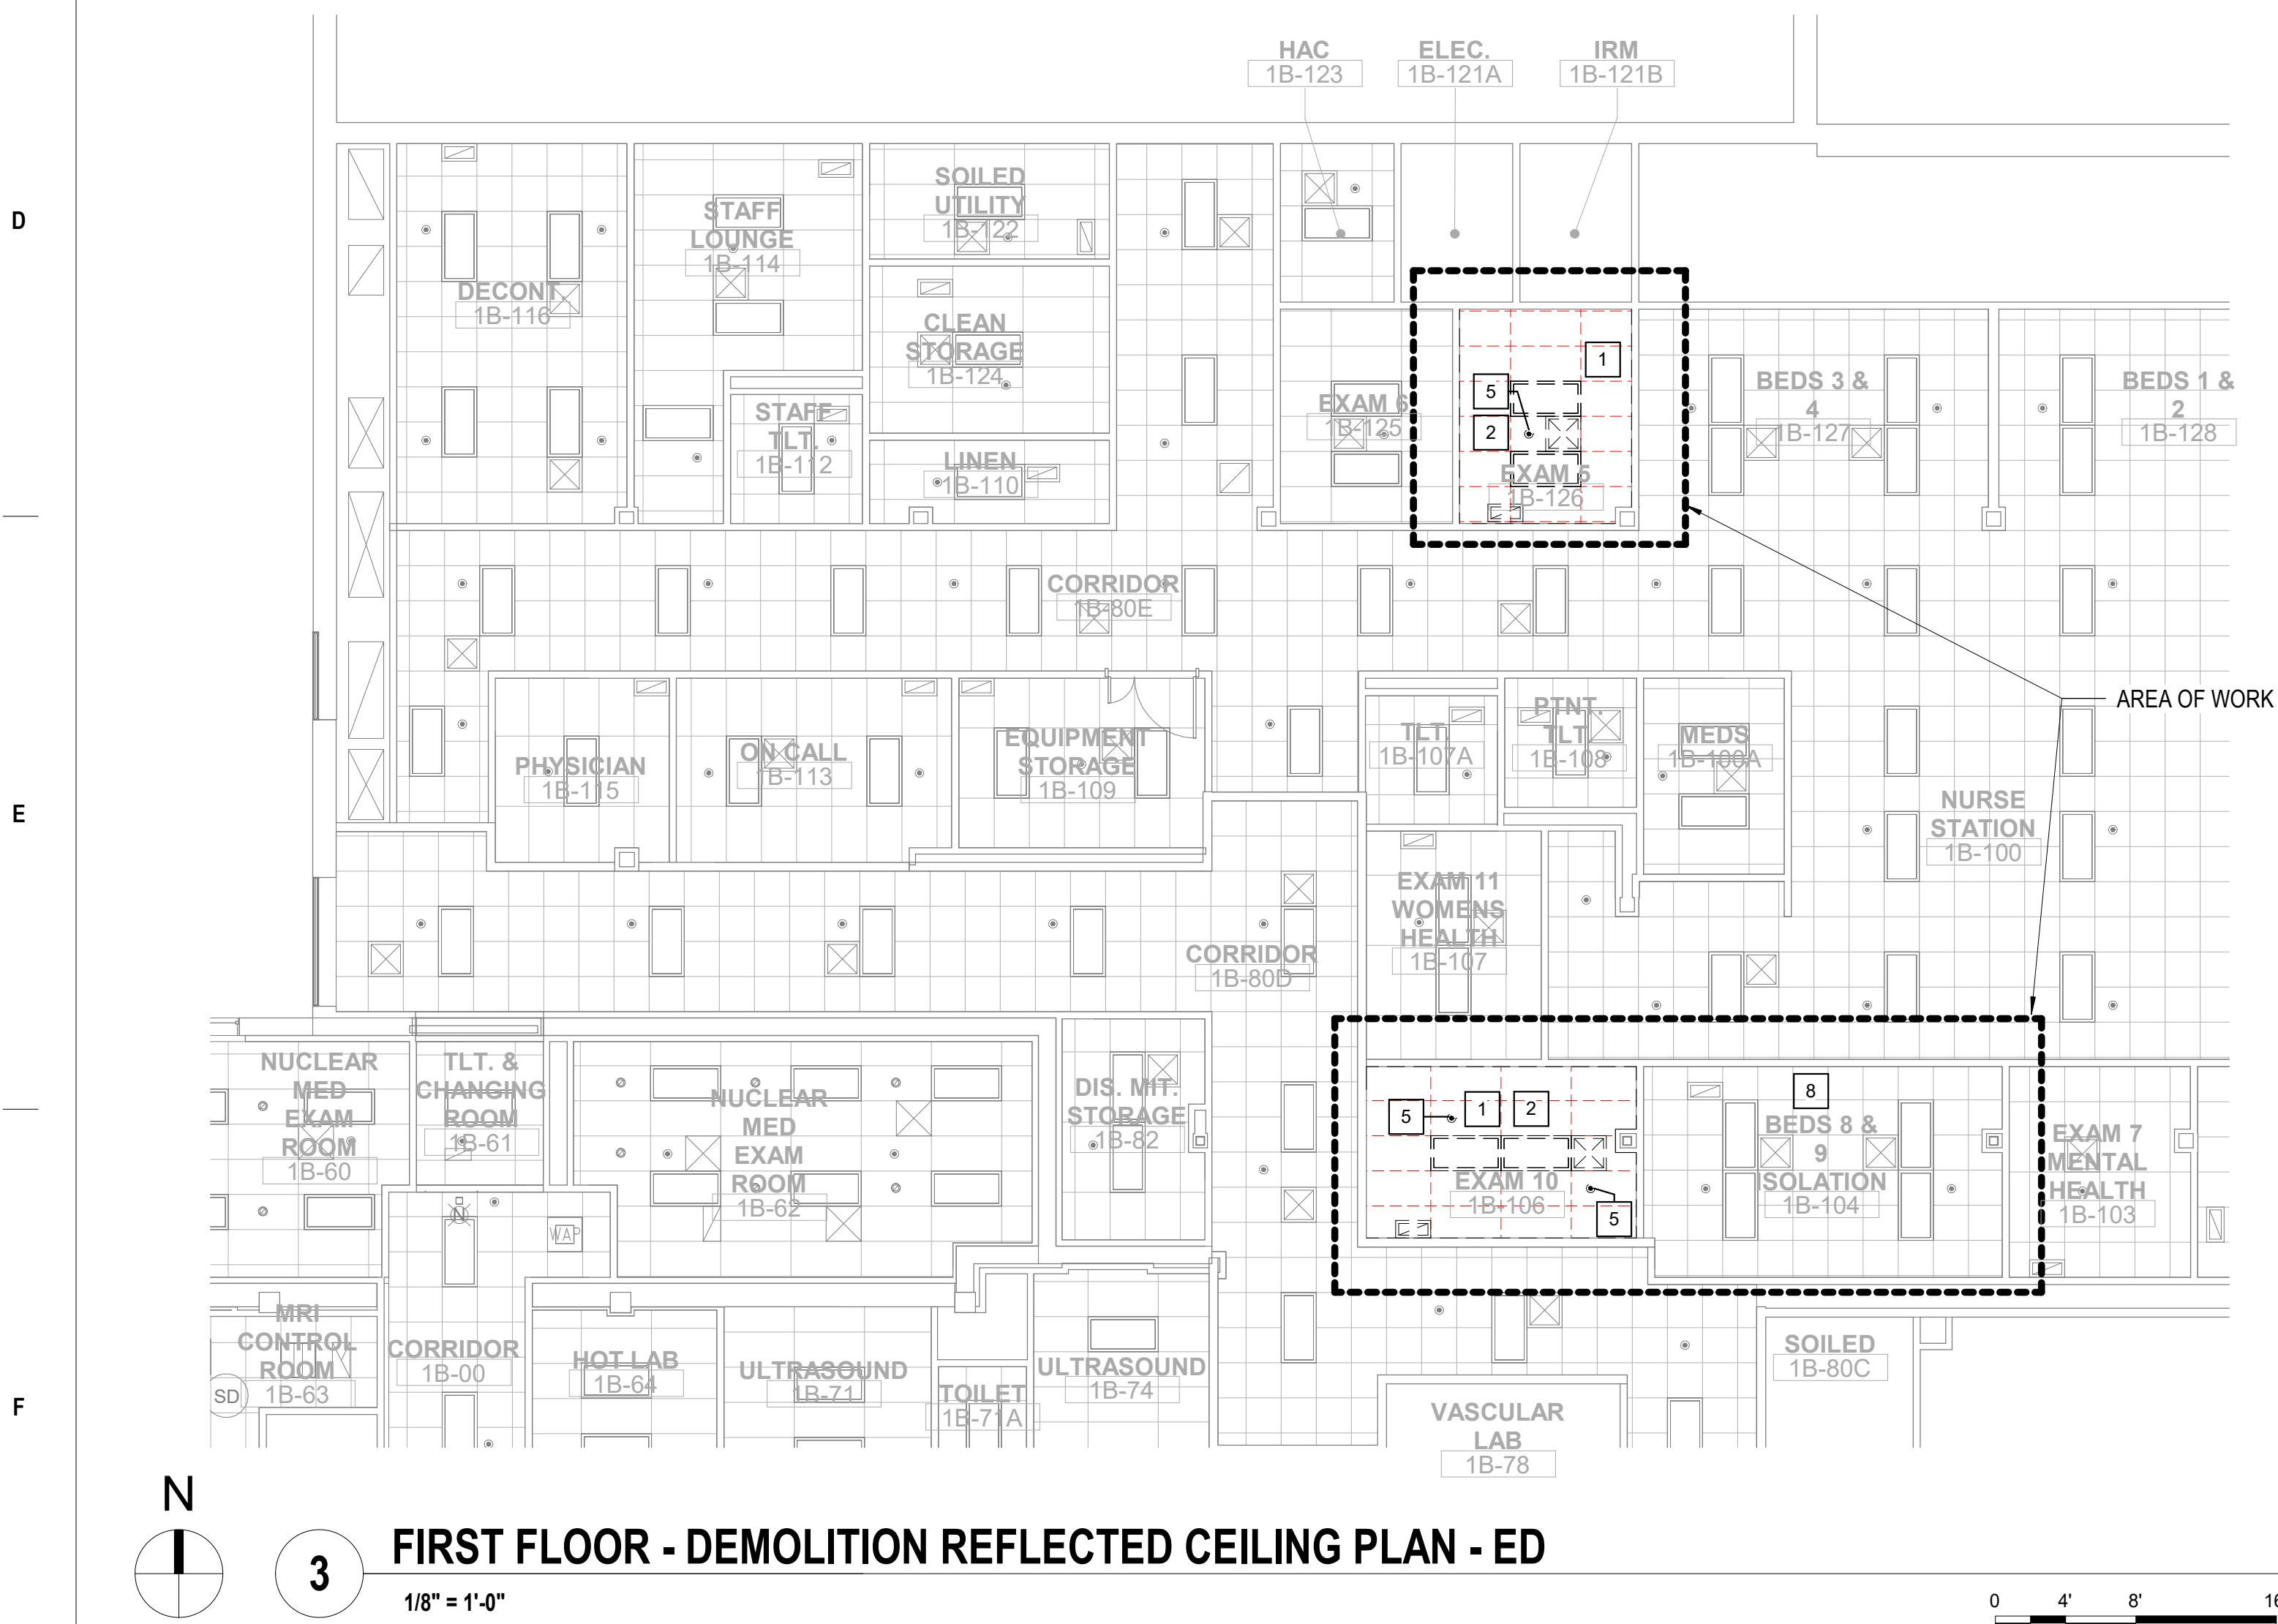 HAC
1B-123
ELEC.
1B-121A
IRM
1B-121B
D
SOILED
UTILITY
1B-122
STAFF
LOUNGE
1B-114
DECONT.
1B-116
CLEAN
STORAGE
1B-124
STAFF
TLT.
1B-112
LINEN
1B-110
EXAM 6
1B-125
1
5
2
EXAM 5
1B-126
BEDS 3 &
4
1B-127
BEDS 1 &
2
1B-128
CORRIDOR
1B-80E
AREA OF WORK
E
PHYSICIAN
1B-115
ON CALL
1B-113
EQUIPMENT
STORAGE
1B-109
TLT.
1B-107A
PTNT.
TLT.
1B-108
MEDS
1B-100A
NURSE
STATION
1B-100
EXAM 11
WOMENS
HEALTH
1B-107
CORRIDOR
1B-80D
NUCLEAR
MED
EXAM
ROOM
1B-60
TLT. &
CHANGING
ROOM
1B-61
NUCLEAR
MED
EXAM
ROOM
1B-62
DIS. MIT.
STORAGE
1B-82
5
1
2
EXAM 10
1B-106
5
8
BEDS 8 &
9
ISOLATION
1B-104
EXAM 7
MENTAL
HEALTH
1B-103
N
WAP
F
MRI
CONTROL
ROOM
1B-63
SD
CORRIDOR
1B-00
HOT LAB
1B-64
ULTRASOUND
1B-71
TOILET
1B-71A
ULTRASOUND
1B-74
VASCULAR
LAB
1B-78
SOILED
1B-80C
N
3
FIRST FLOOR - DEMOLITION REFLECTED CEILING PLAN - ED
1/8" = 1'-0"
0 4' 8' 16